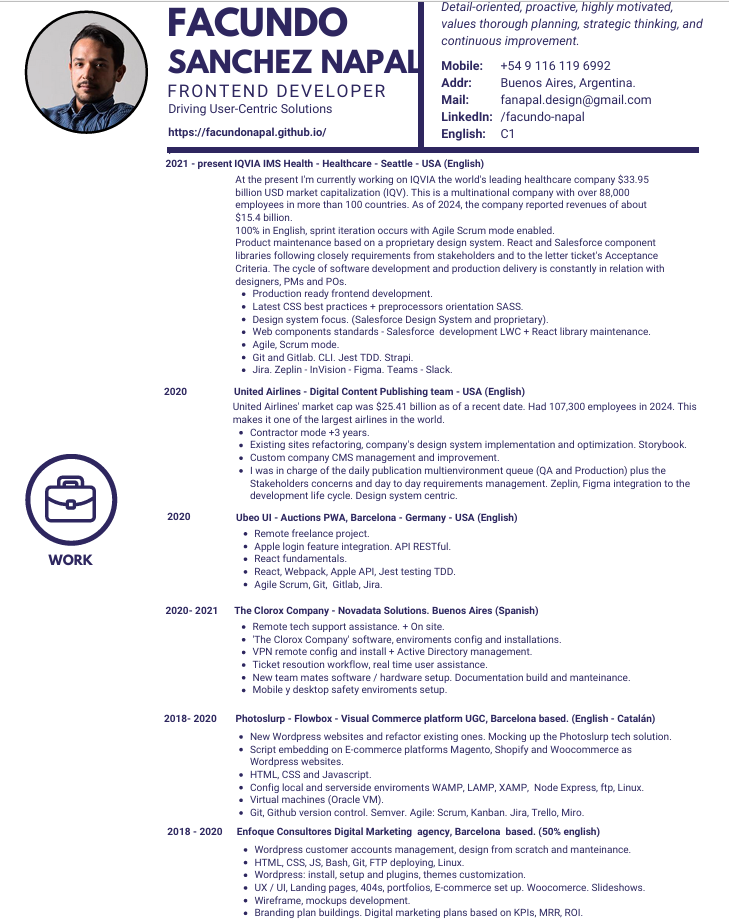 FACUNDO
SANCHEZ NAPAL
FRONTEND DEVELOPER
Driving User-Centric Solutions
https://facundonapal.github.io/
Detail-oriented, proactive, highly motivated,
values thorough planning, strategic thinking, and
continuous improvement.
Mobile: +54 9 116 119 6992
Addr: Buenos Aires, Argentina.
Mail: fanapal.design@gmail.com
LinkedIn: /facundo-napal
English: C1
2021 - present IQVIA IMS Health - Healthcare - Seattle - USA (English)
At the present I'm currently working on IQVIA the world's leading healthcare company $33.95
billion USD market capitalization (IQV). This is a multinational company with over 88,000
employees in more than 100 countries. As of 2024, the company reported revenues of about
$15.4 billion.
100% in English, sprint iteration occurs with Agile Scrum mode enabled.
Product maintenance based on a proprietary design system. React and Salesforce component
libraries following closely requirements from stakeholders and to the letter ticket's Acceptance
Criteria. The cycle of software development and production delivery is constantly in relation with
designers, PMs and POs.
• Production ready frontend development.
• Latest CSS best practices + preprocessors orientation SASS.
• Design system focus. (Salesforce Design System and proprietary).
• Web components standards - Salesforce development LWC + React library maintenance.
• Agile, Scrum mode.
• Git and Gitlab. CLI. Jest TDD. Strapi.
• Jira. Zeplin - InVision - Figma. Teams - Slack.
2020 United Airlines - Digital Content Publishing team - USA (English)
United Airlines' market cap was $25.41 billion as of a recent date. Had 107,300 employees in 2024. This
makes it one of the largest airlines in the world.
• Contractor mode +3 years.
• Existing sites refactoring, company's design system implementation and optimization. Storybook.
• Custom company CMS management and improvement.
• I was in charge of the daily publication multienvironment queue (QA and Production) plus the
Stakeholders concerns and day to day requirements management. Zeplin, Figma integration to the
development life cycle. Design system centric.
WORK
2020 Ubeo UI - Auctions PWA, Barcelona - Germany - USA (English)
• Remote freelance project.
• Apple login feature integration. API RESTful.
• React fundamentals.
• React, Webpack, Apple API, Jest testing TDD.
• Agile Scrum, Git, Gitlab, Jira.
2020- 2021 The Clorox Company - Novadata Solutions. Buenos Aires (Spanish)
• Remote tech support assistance. + On site.
• 'The Clorox Company' software, enviroments config and installations.
• VPN remote config and install + Active Directory management.
• Ticket resoution workflow, real time user assistance.
• New team mates software / hardware setup. Documentation build and manteinance.
• Mobile y desktop safety enviroments setup.
2018- 2020 Photoslurp - Flowbox - Visual Commerce platform UGC, Barcelona based. (English - Catalán)
• New Wordpress websites and refactor existing ones. Mocking up the Photoslurp tech solution.
• Script embedding on E-commerce platforms Magento, Shopify and Woocommerce as
Wordpress websites.
• HTML, CSS and Javascript.
• Config local and serverside enviroments WAMP, LAMP, XAMP, Node Express, ftp, Linux.
• Virtual machines (Oracle VM).
• Git, Github version control. Semver. Agile: Scrum, Kanban. Jira, Trello, Miro.
2018 - 2020 Enfoque Consultores Digital Marketing agency, Barcelona based. (50% english)
• Wordpress customer accounts management, design from scratch and manteinance.
• HTML, CSS, JS, Bash, Git, FTP deploying, Linux.
• Wordpress: install, setup and plugins, themes customization.
• UX / UI, Landing pages, 404s, portfolios, E-commerce set up. Woocomerce. Slideshows.
• Wireframe, mockups development.
• Branding plan buildings. Digital marketing plans based on KPIs, MRR, ROI.